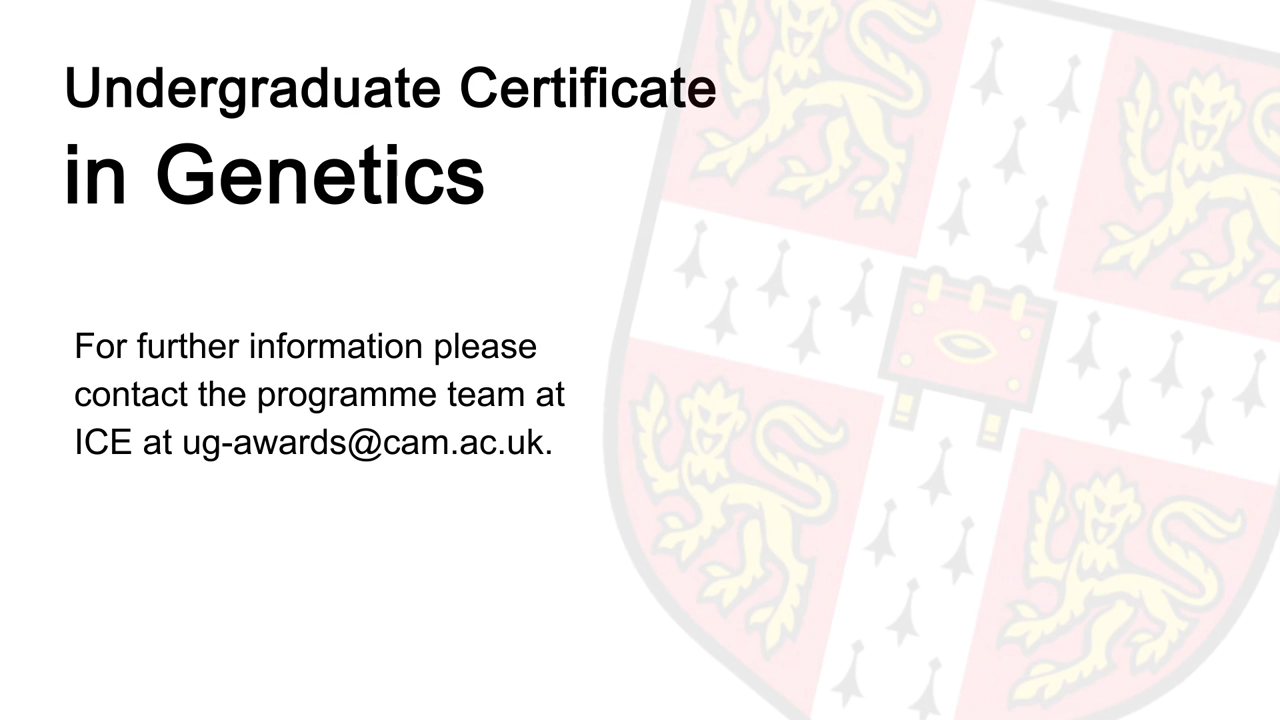 Undergraduate Certificate
in Genetics
For further information please
contact the programme team at
ICE at ug-awards@cam.ac.uk.